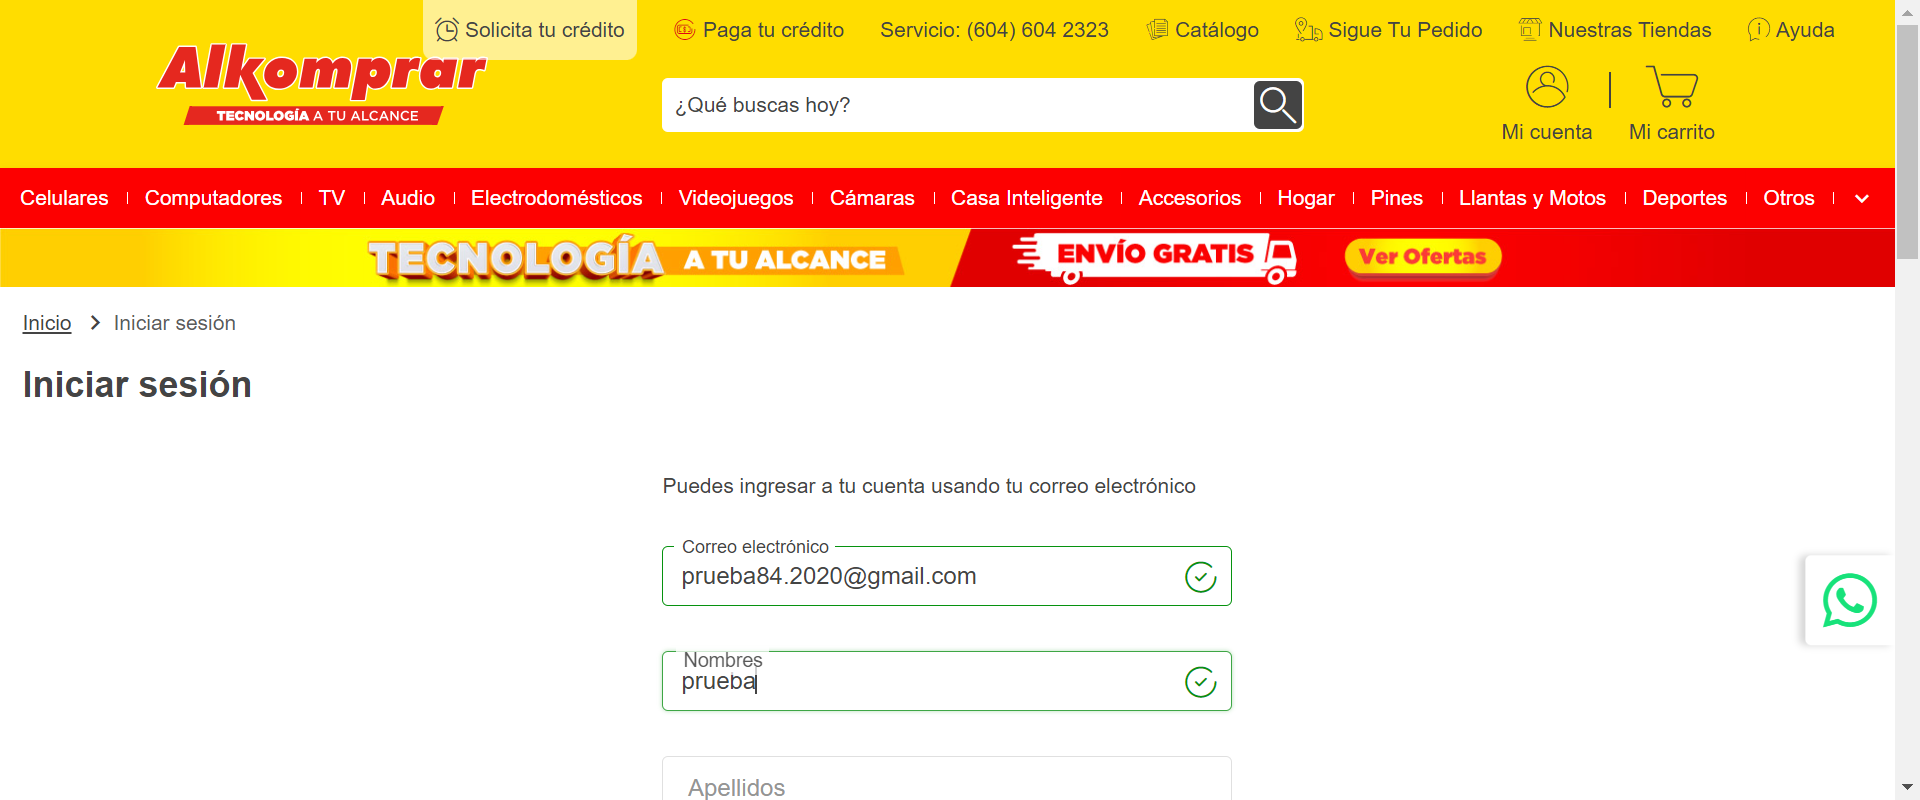 Solicita tu crédito
Paga tu crédito
Servicio: (604) 604 2323
Catálogo
Sigue Tu Pedido
Nuestras Tiendas
Ayuda
Alkomprar
TECNOLOGÍA A TU ALCANCE
¿Qué buscas hoy?
Mi cuenta
Mi carrito
Celulares
Computadores
TV
Audio
Electrodomésticos
Videojuegos
Cámaras
Casa Inteligente
Accesorios
Hogar
Pines
Llantas y Motos
Deportes
Otros
TECNOLOGÍA A TU ALCANCE
ENVÍO GRATIS
Ver Ofertas
Inicio > Iniciar sesión
Iniciar sesión
Puedes ingresar a tu cuenta usando tu correo electrónico
Correo electrónico
prueba84.2020@gmail.com
Nombres
prueba
Apellidos